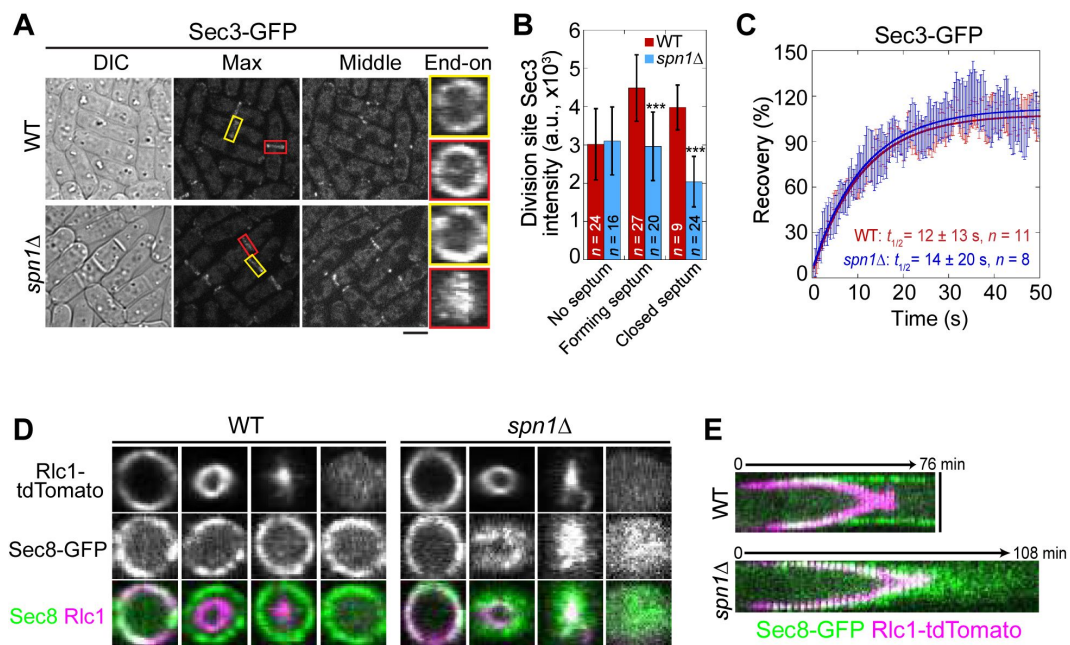 A
Sec3-GFP
DIC Max Middle End-on
WT
spn1Δ
B
Division site Sec3
intensity (a.u., x10³)
6
5
4
3
2
1
0
WT
spn1Δ
***
***
n = 24
n = 16
n = 27
n = 20
n = 9
n = 24
No septum
Forming septum
Closed septum
C
Sec3-GFP
Recovery (%)
150
120
90
60
30
0
WT: t1/2= 12 ± 13 s, n = 11
spn1Δ: t1/2= 14 ± 20 s, n = 8
0 10 20 30 40 50
Time (s)
D
WT spn1Δ
Rlc1-
tdTomato
Sec8-GFP
Sec8 Rlc1
E
0 76 min
WT
0 108 min
spn1Δ
Sec8-GFP Rlc1-tdTomato